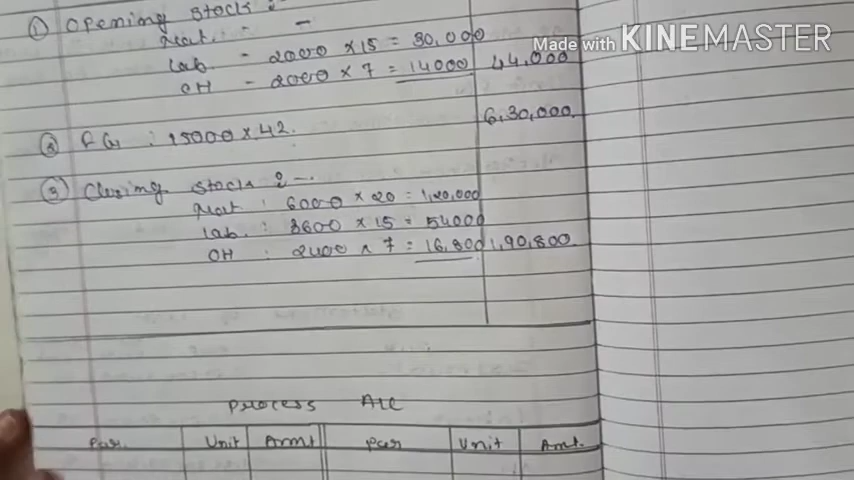 ① Opening Stock :
Mat. : -
Lab - 2000 × 15 = 30,000
OH - 2000 × 7 = 14000 44,000
② FG : 15000 × 42. 6,30,000.
③ Closing Stock :-
Mat : 6000 × 20 = 1,20,000
Lab. : 3600 × 15 = 54000
OH : 2400 × 7 = 16,800 1,90,800.
Process A/c
Par. Unit Amt Par Unit Amt.
Made with KINEMASTER